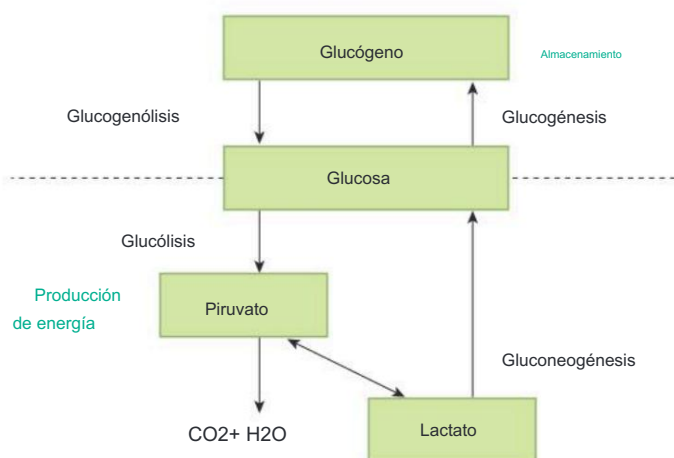 Glucógeno
Almacenamiento
Glucogenólisis
Glucogénesis
Glucosa
Glucólisis
Producción
de energía
Piruvato
Gluconeogénesis
CO2+ H2O
Lactato